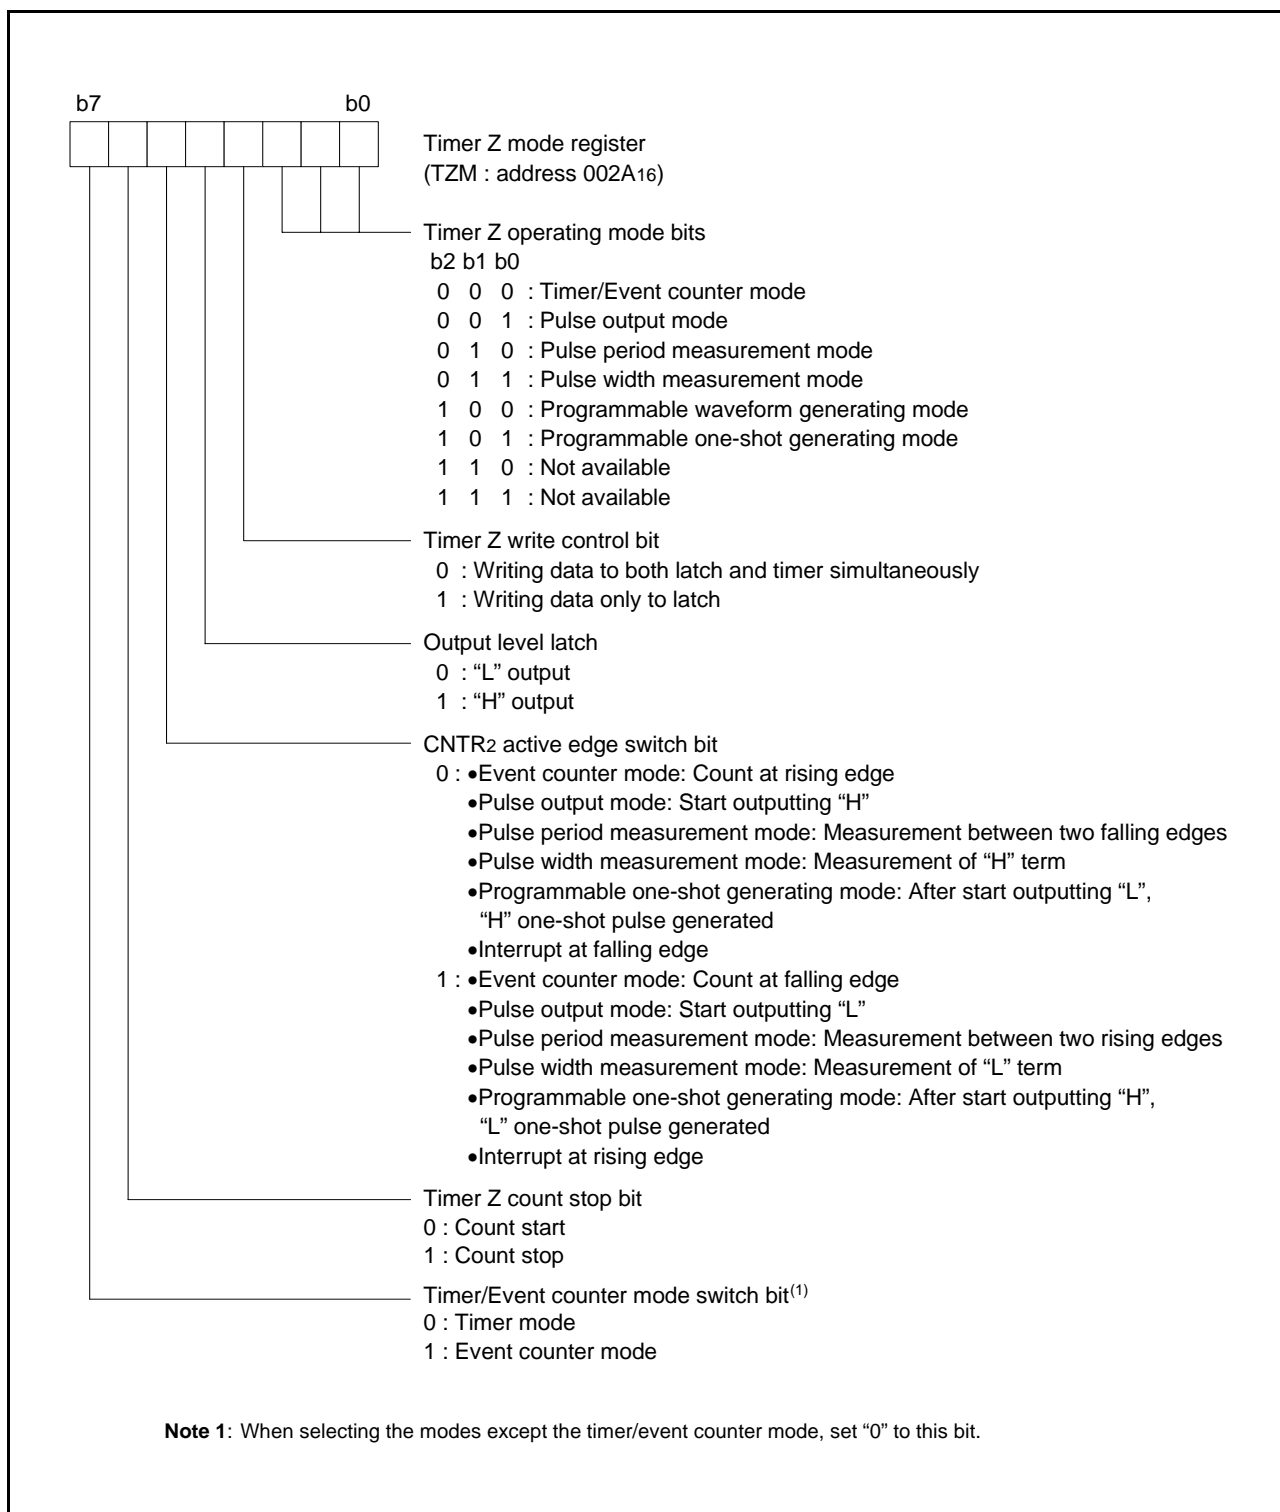 b7 b0
Timer Z mode register
(TZM : address 002A16)
Timer Z operating mode bits
b2 b1 b0
0 0 0 : Timer/Event counter mode
0 0 1 : Pulse output mode
0 1 0 : Pulse period measurement mode
0 1 1 : Pulse width measurement mode
1 0 0 : Programmable waveform generating mode
1 0 1 : Programmable one-shot generating mode
1 1 0 : Not available
1 1 1 : Not available
Timer Z write control bit
0 : Writing data to both latch and timer simultaneously
1 : Writing data only to latch
Output level latch
0 : “L” output
1 : “H” output
CNTR2 active edge switch bit
0 : •Event counter mode: Count at rising edge
•Pulse output mode: Start outputting “H”
•Pulse period measurement mode: Measurement between two falling edges
•Pulse width measurement mode: Measurement of “H” term
•Programmable one-shot generating mode: After start outputting “L”,
“H” one-shot pulse generated
•Interrupt at falling edge
1 : •Event counter mode: Count at falling edge
•Pulse output mode: Start outputting “L”
•Pulse period measurement mode: Measurement between two rising edges
•Pulse width measurement mode: Measurement of “L” term
•Programmable one-shot generating mode: After start outputting “H”,
“L” one-shot pulse generated
•Interrupt at rising edge
Timer Z count stop bit
0 : Count start
1 : Count stop
Timer/Event counter mode switch bit(1)
0 : Timer mode
1 : Event counter mode
Note 1: When selecting the modes except the timer/event counter mode, set “0” to this bit.